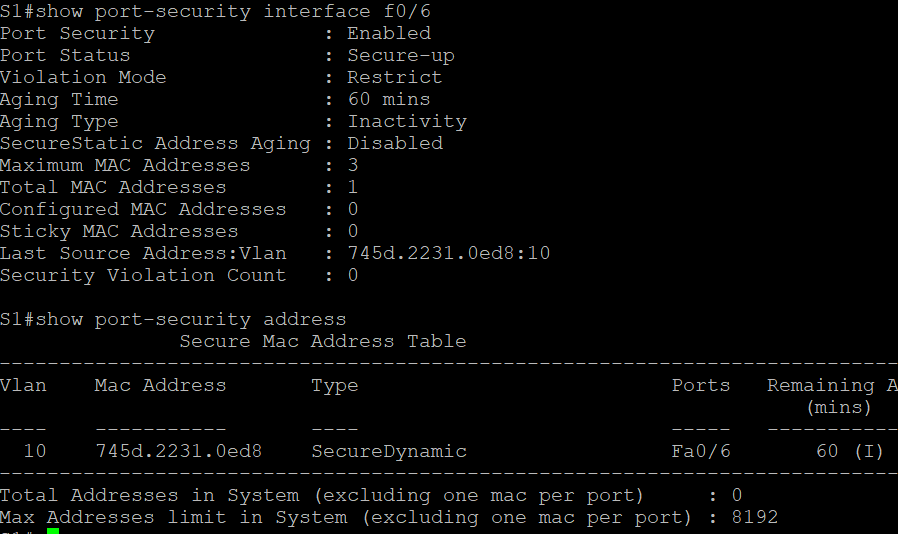 S1#show port-security interface f0/6
Port Security              : Enabled
Port Status                : Secure-up
Violation Mode             : Restrict
Aging Time                 : 60 mins
Aging Type                 : Inactivity
SecureStatic Address Aging : Disabled
Maximum MAC Addresses      : 3
Total MAC Addresses        : 1
Configured MAC Addresses   : 0
Sticky MAC Addresses       : 0
Last Source Address:Vlan   : 745d.2231.0ed8:10
Security Violation Count   : 0

S1#show port-security address
               Secure Mac Address Table
---------------------------------------------------------------------------
Vlan    Mac Address       Type                          Ports   Remaining A
                                                                   (mins)
----    -----------       ----                          -----   -----------
  10    745d.2231.0ed8    SecureDynamic                 Fa0/6       60 (I)
---------------------------------------------------------------------------
Total Addresses in System (excluding one mac per port)     : 0
Max Addresses limit in System (excluding one mac per port) : 8192